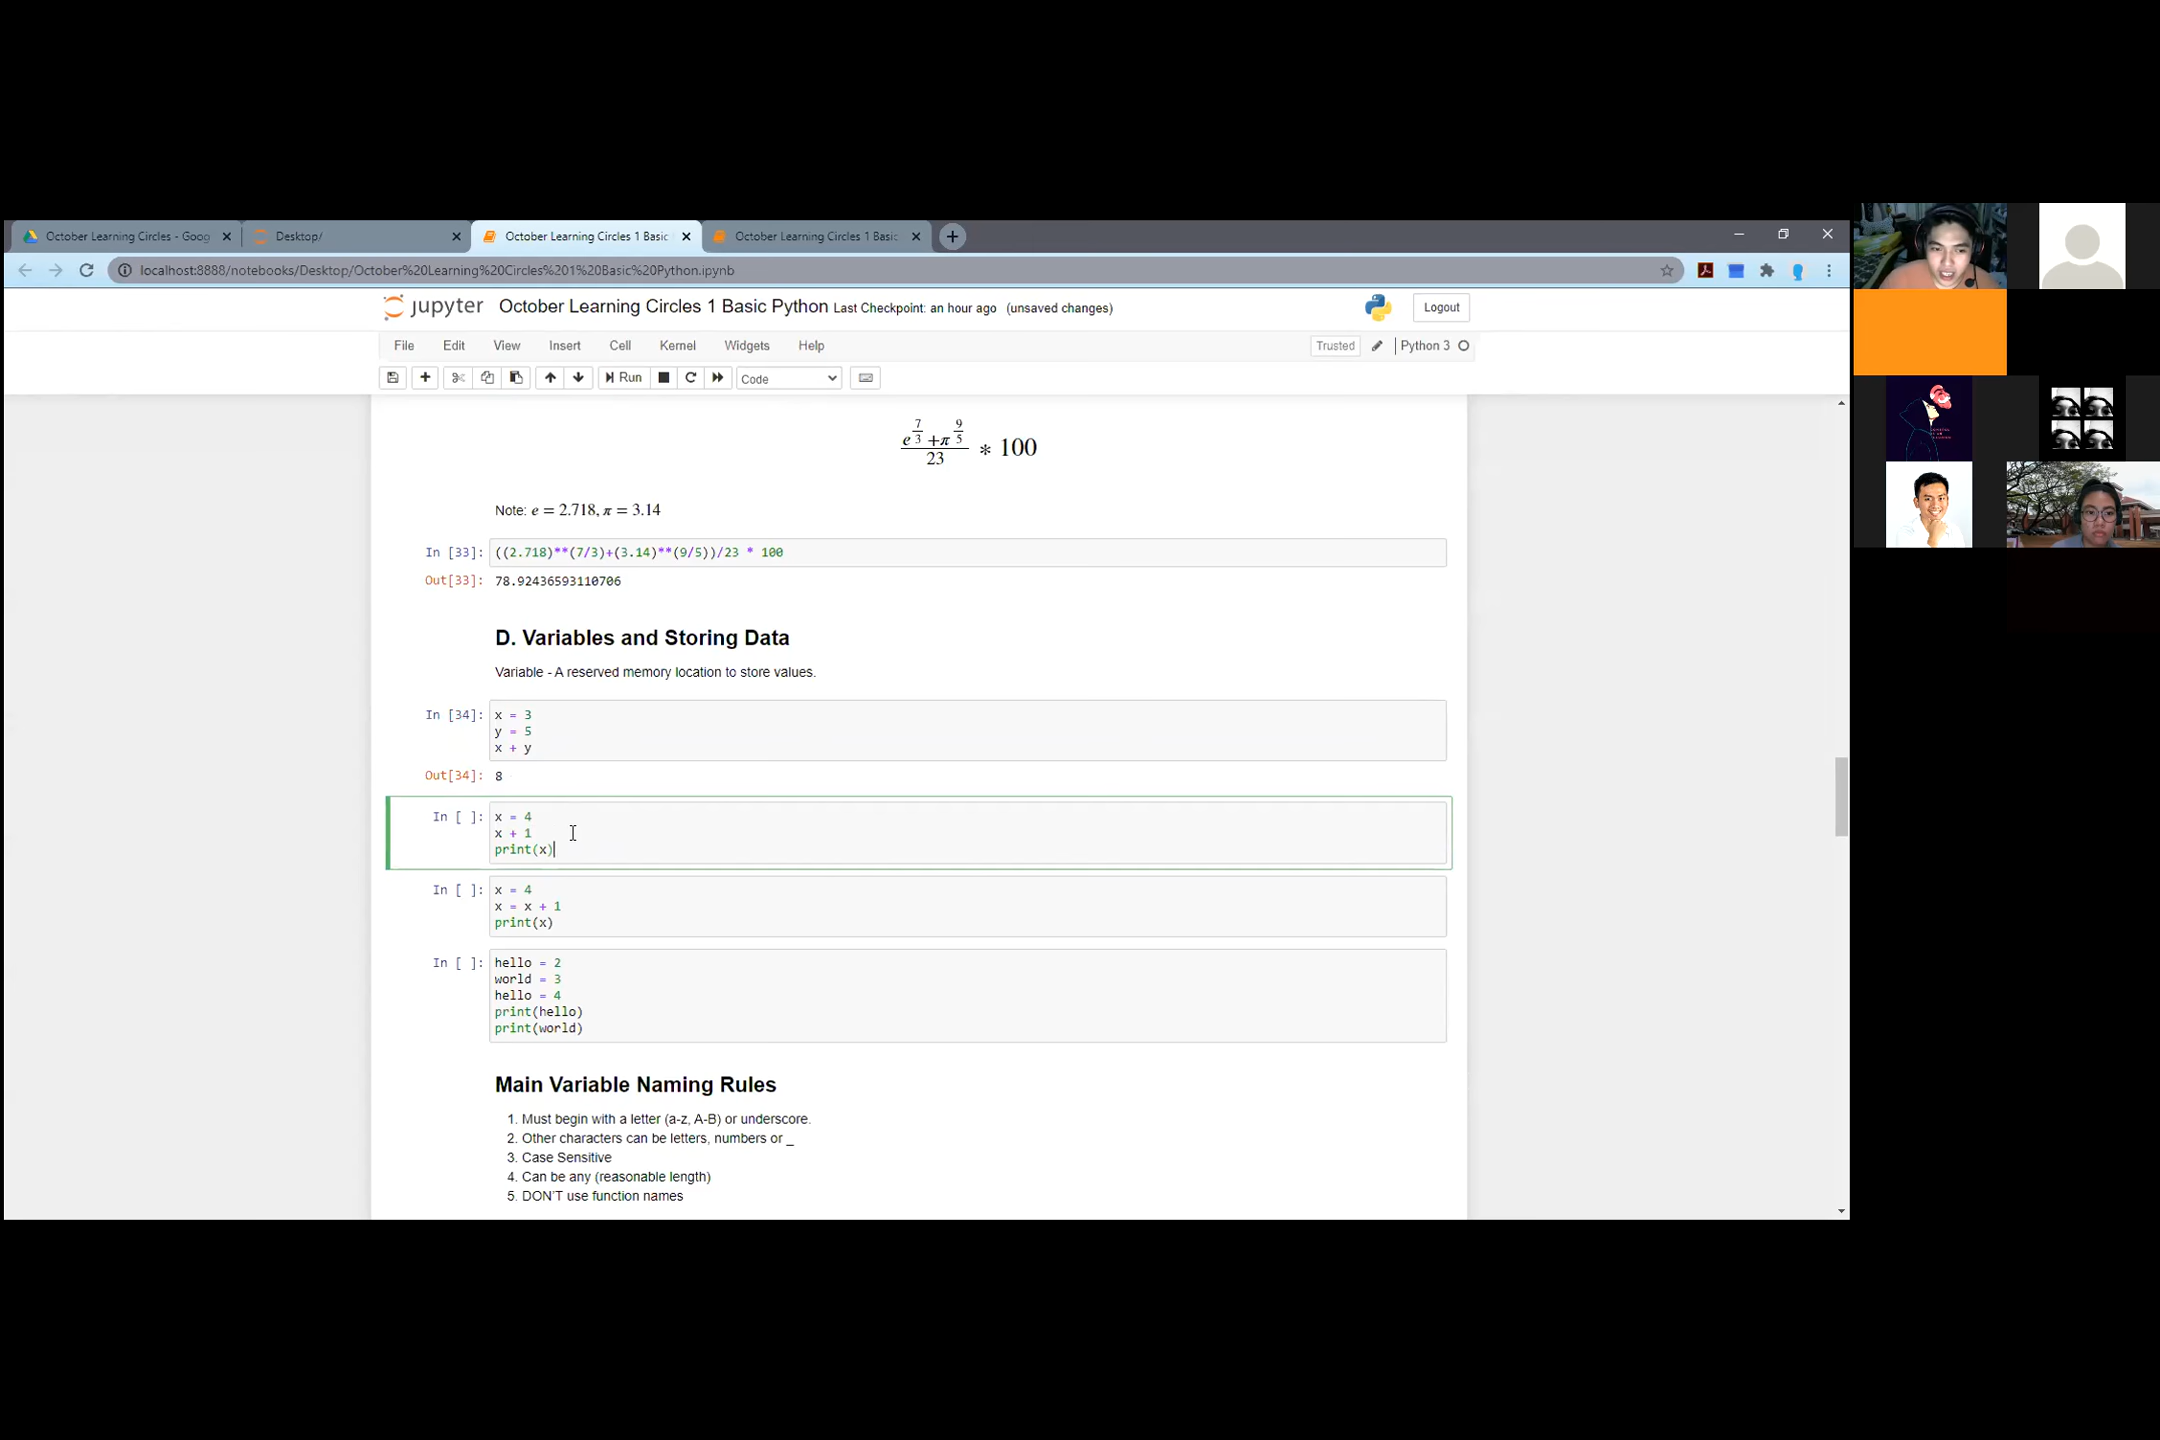 October Learning Circles - Goog
Desktop/
October Learning Circles 1 Basic
October Learning Circles 1 Basic
localhost:8888/notebooks/Desktop/October%20Learning%20Circles%201%20Basic%20Python.ipynb
jupyter October Learning Circles 1 Basic Python Last Checkpoint: an hour ago (unsaved changes)
Logout
File Edit View Insert Cell Kernel Widgets Help
Trusted Python 3
Run Code
e^(7/3) + π^(9/5)
23
* 100
Note: e = 2.718, π = 3.14
In [33]: ((2.718)**(7/3)+(3.14)**(9/5))/23 * 100
Out[33]: 78.92436593110706
D. Variables and Storing Data
Variable - A reserved memory location to store values.
In [34]: x = 3
y = 5
x + y
Out[34]: 8
In [ ]: x = 4
x + 1
print(x)
In [ ]: x = 4
x = x + 1
print(x)
In [ ]: hello = 2
world = 3
hello = 4
print(hello)
print(world)
Main Variable Naming Rules
1. Must begin with a letter (a-z, A-B) or underscore.
2. Other characters can be letters, numbers or _
3. Case Sensitive
4. Can be any (reasonable length)
5. DON'T use function names